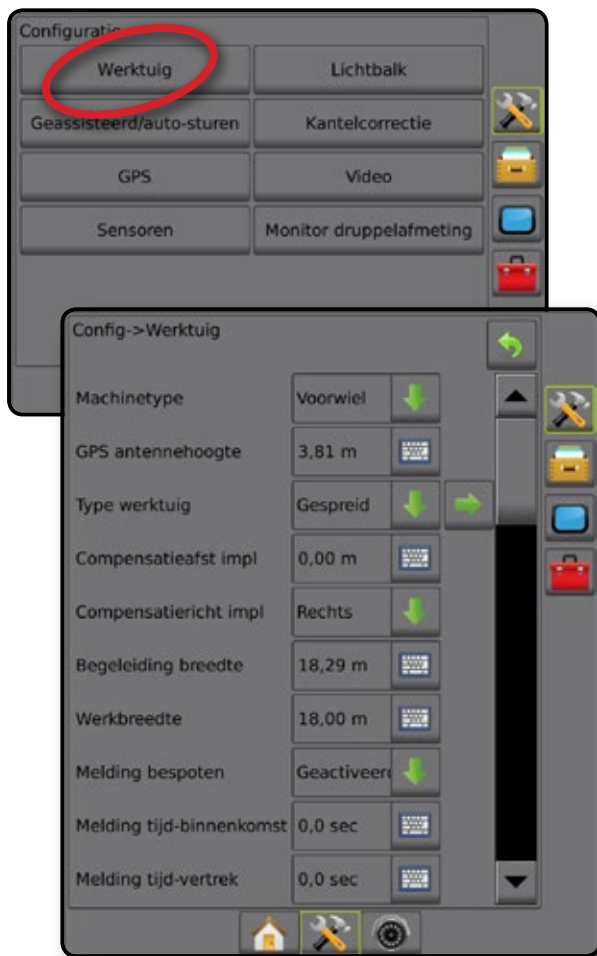 Configuratie
Werktuig Lichtbalk
Geassisteerd/auto-sturen Kantelcorrectie
GPS Video
Sensoren Monitor druppelafmeting
Config->Werktuig
Machinetype Voorwiel
GPS antennehoogte 3,81 m
Type werktuig Gespreid
Compensatieafst impl 0,00 m
Compensatiericht impl Rechts
Begeleiding breedte 18,29 m
Werkbreedte 18,00 m
Melding bespoten Geactiveerd
Melding tijd-binnenkomst 0,0 sec
Melding tijd-vertrek 0,0 sec